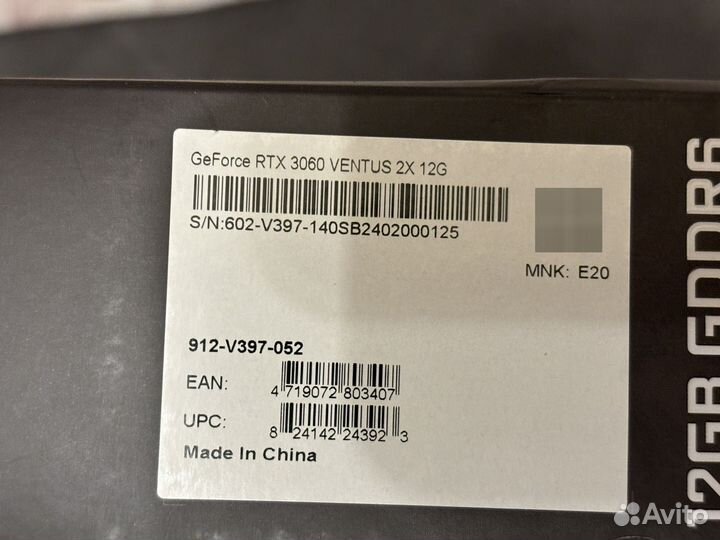 GeForce RTX 3060 VENTUS 2X 12G
S/N:602-V397-140SB2402000125
MNK: E20
912-V397-052
EAN: 4 719072 803407
UPC: 8 24142 24392 3
Made In China
12GB GDDR6
Avito